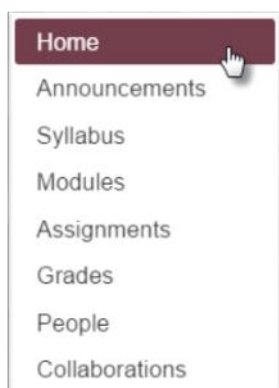 Home
Announcements
Syllabus
Modules
Assignments
Grades
People
Collaborations